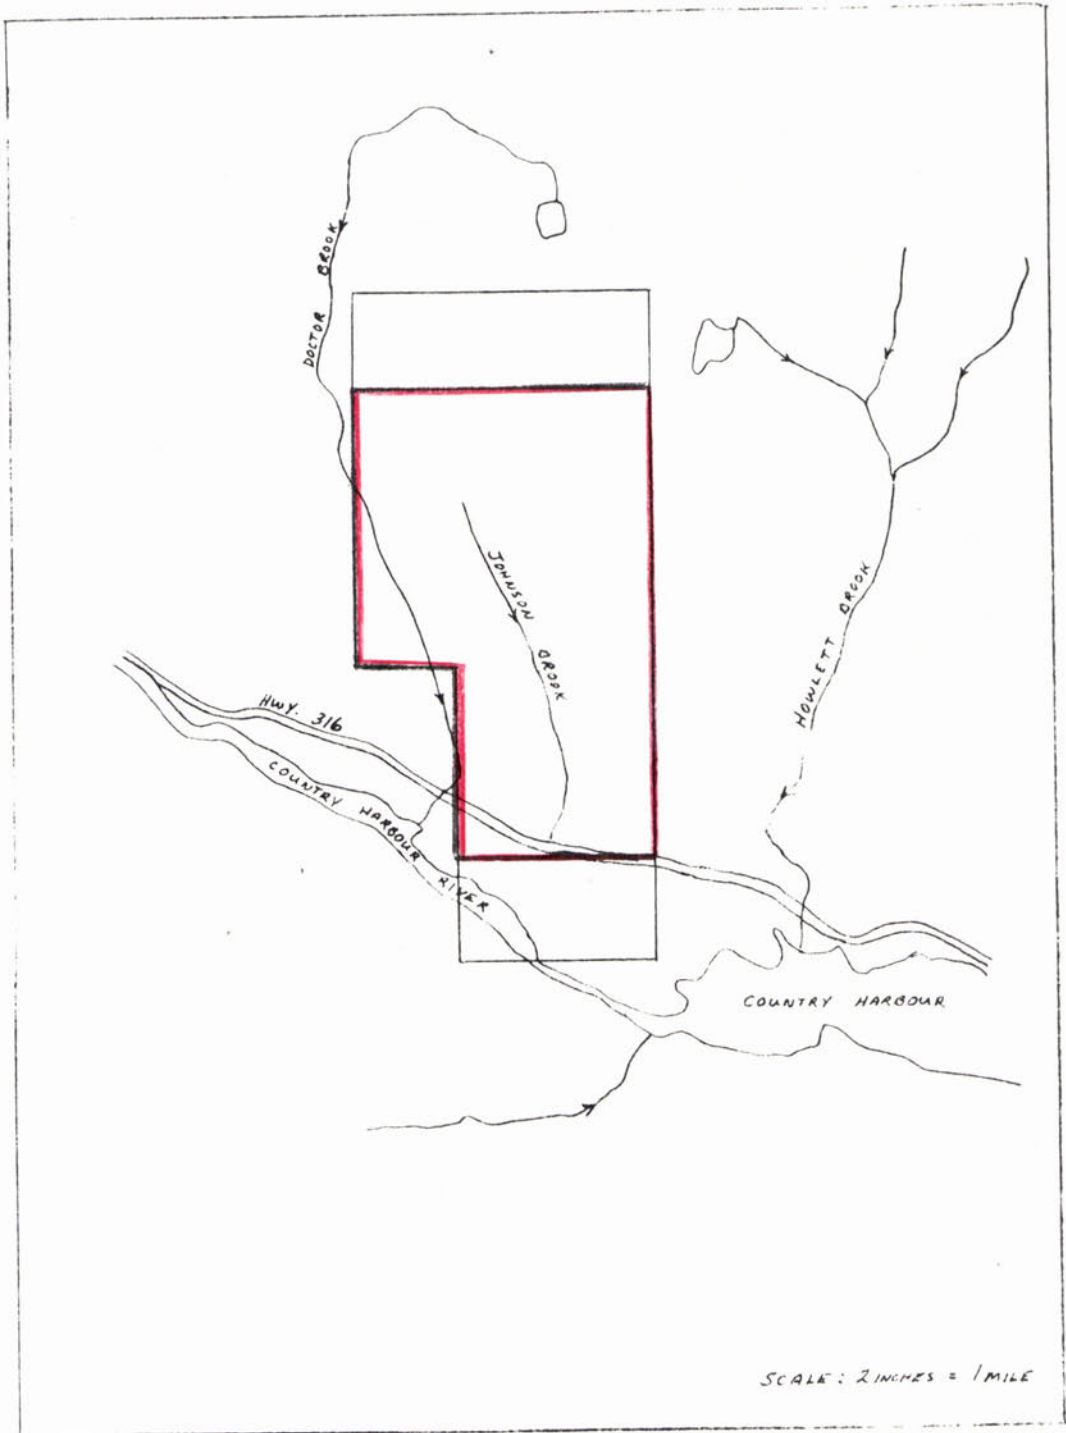 DOCTOR BROOK
JOHNSON BROOK
HOWLETT BROOK
HWY. 316
COUNTRY HARBOUR RIVER
COUNTRY HARBOUR
SCALE: 2 INCHES = 1 MILE